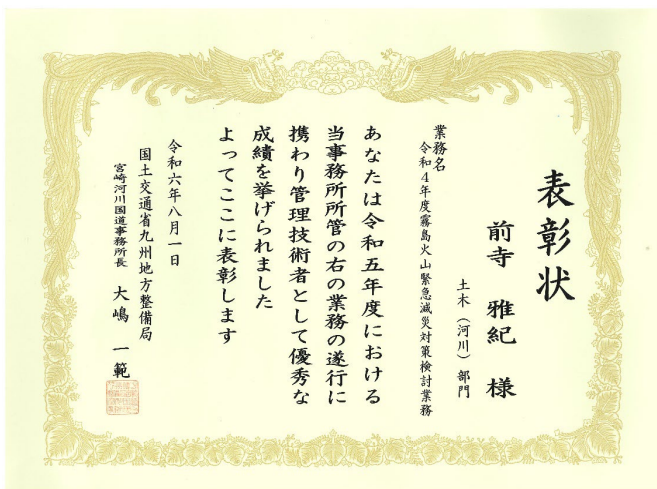 表彰状
土木（河川）部門
前寺 雅紀 様
業務名
令和4年度霧島火山緊急減災対策検討業務
あなたは令和五年度における
当事務所所管の右の業務の遂行に
携わり管理技術者として優秀な
成績を挙げられました
よってここに表彰します
令和六年八月一日
国土交通省九州地方整備局
宮崎河川国道事務所長 大嶋 一範